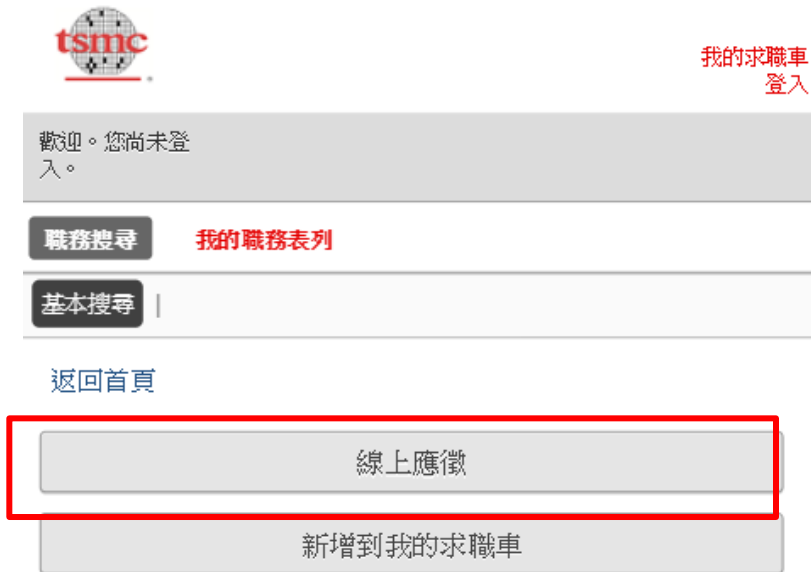 tsmc
我的求職車
登入
歡迎。您尚未登
入。
職務搜尋 我的職務表列
基本搜尋 |
返回首頁
線上應徵
新增到我的求職車